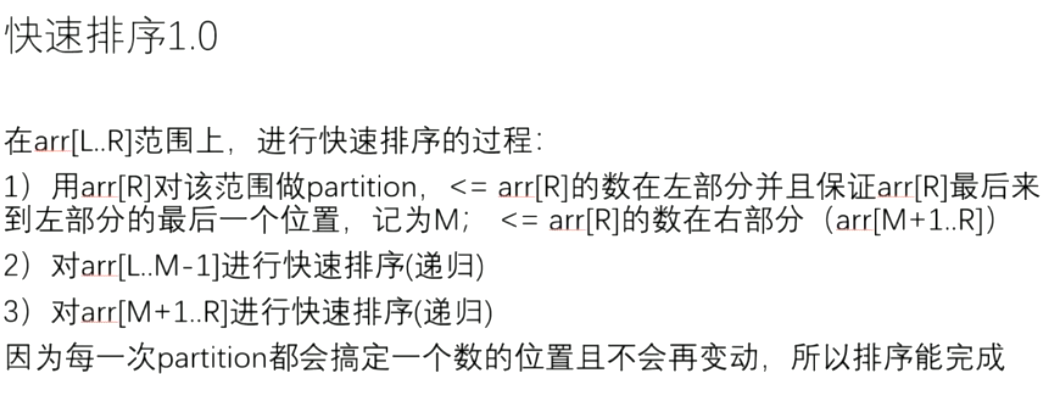 快速排序1.0
在arr[L..R]范围上，进行快速排序的过程：
1）用arr[R]对该范围做partition，<= arr[R]的数在左部分并且保证arr[R]最后来
到左部分的最后一个位置，记为M； <= arr[R]的数在右部分（arr[M+1..R]）
2）对arr[L..M-1]进行快速排序(递归)
3）对arr[M+1..R]进行快速排序(递归)
因为每一次partition都会搞定一个数的位置且不会再变动，所以排序能完成